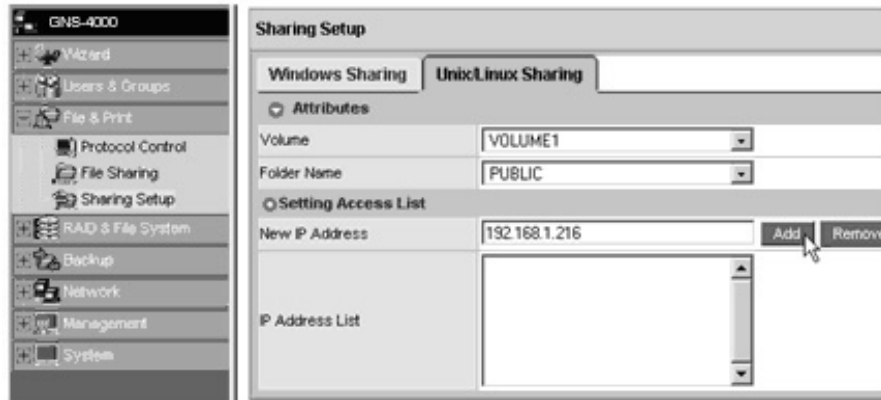 GNS-4000
Wizard
Users & Groups
File & Print
Protocol Control
File Sharing
Sharing Setup
RAID & File System
Backup
Network
Management
System
Sharing Setup
Windows Sharing
Unix/Linux Sharing
Attributes
Volume
VOLUME1
Folder Name
PUBLIC
Setting Access List
New IP Address
192.168.1.216
Add
Remove
IP Address List